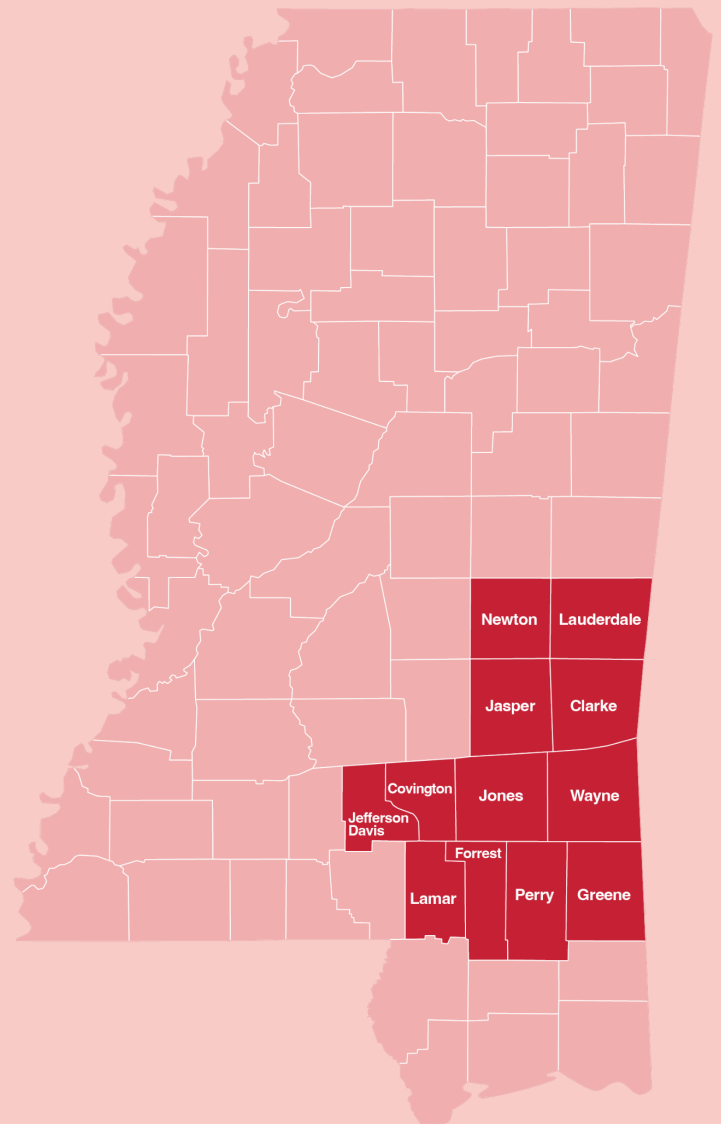 Newton
Lauderdale
Jasper
Clarke
Covington
Jones
Wayne
Jefferson
Davis
Forrest
Lamar
Perry
Greene